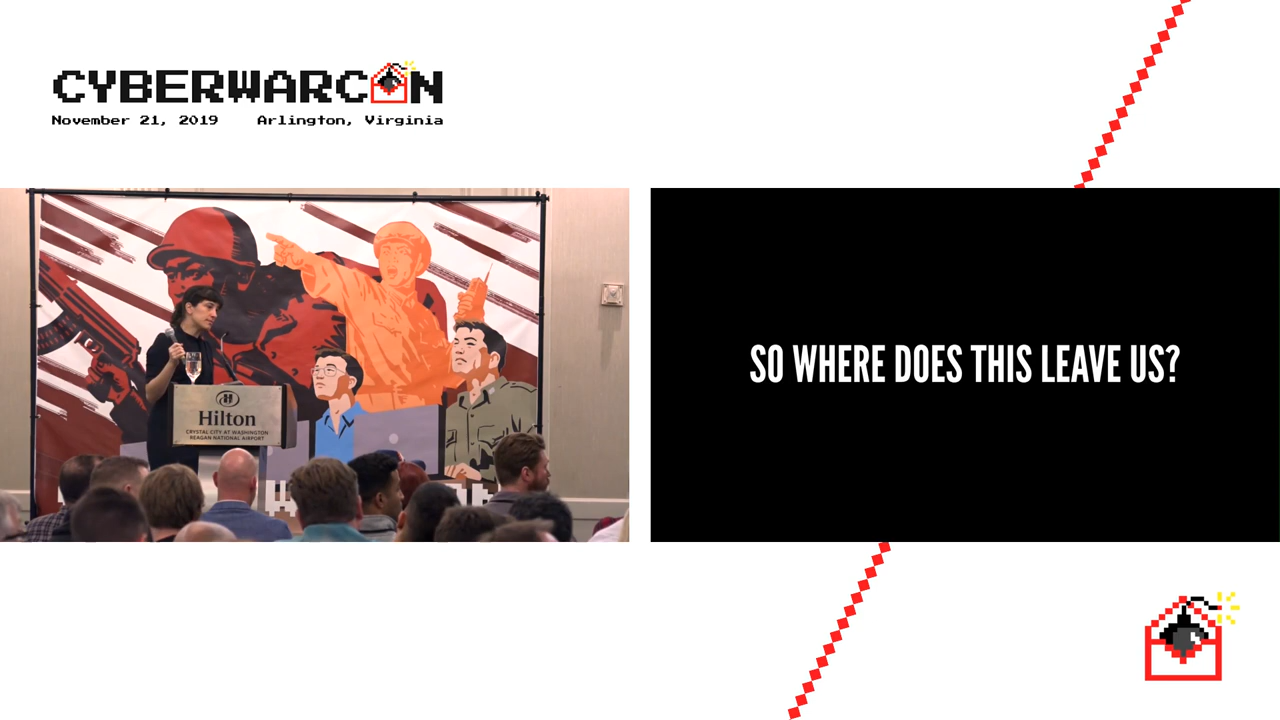 CYBERWARCON
November 21, 2019 Arlington, Virginia
Hilton
CRYSTAL CITY AT WASHINGTON
REAGAN NATIONAL AIRPORT
SO WHERE DOES THIS LEAVE US?